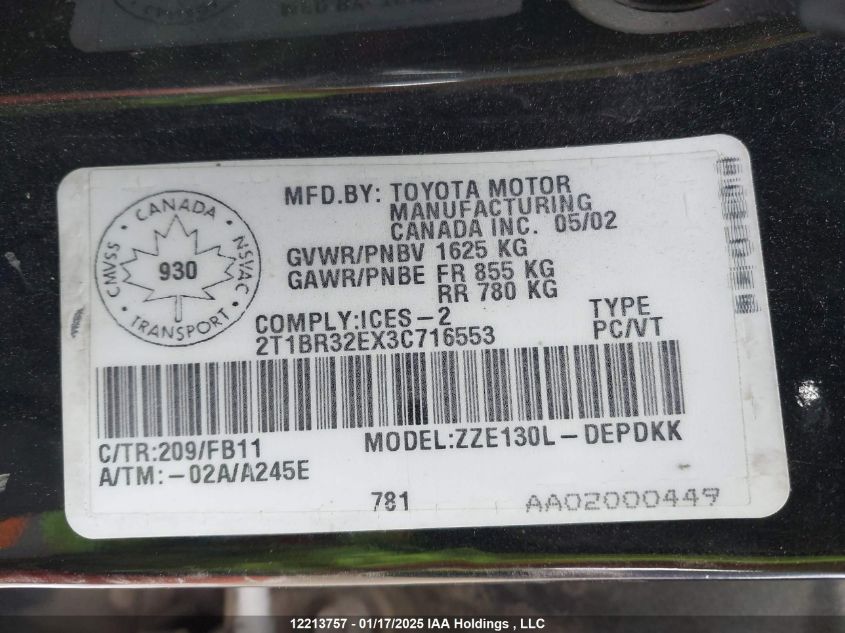 MFD.BY: TOYOTA MOTOR
MANUFACTURING
CANADA INC. 05/02
GVWR/PNBV 1625 KG
GAWR/PNBE FR 855 KG
RR 780 KG
CANADA
CMVSS
NSVAC
930
TRANSPORT
COMPLY:ICES-2
TYPE
2T1BR32EX3C716553
PC/VT
C/TR:209/FB11
MODEL:ZZE130L-DEPDKK
A/TM:-02A/A245E
781
AA02000449
12213757 - 01/17/2025 IAA Holdings , LLC